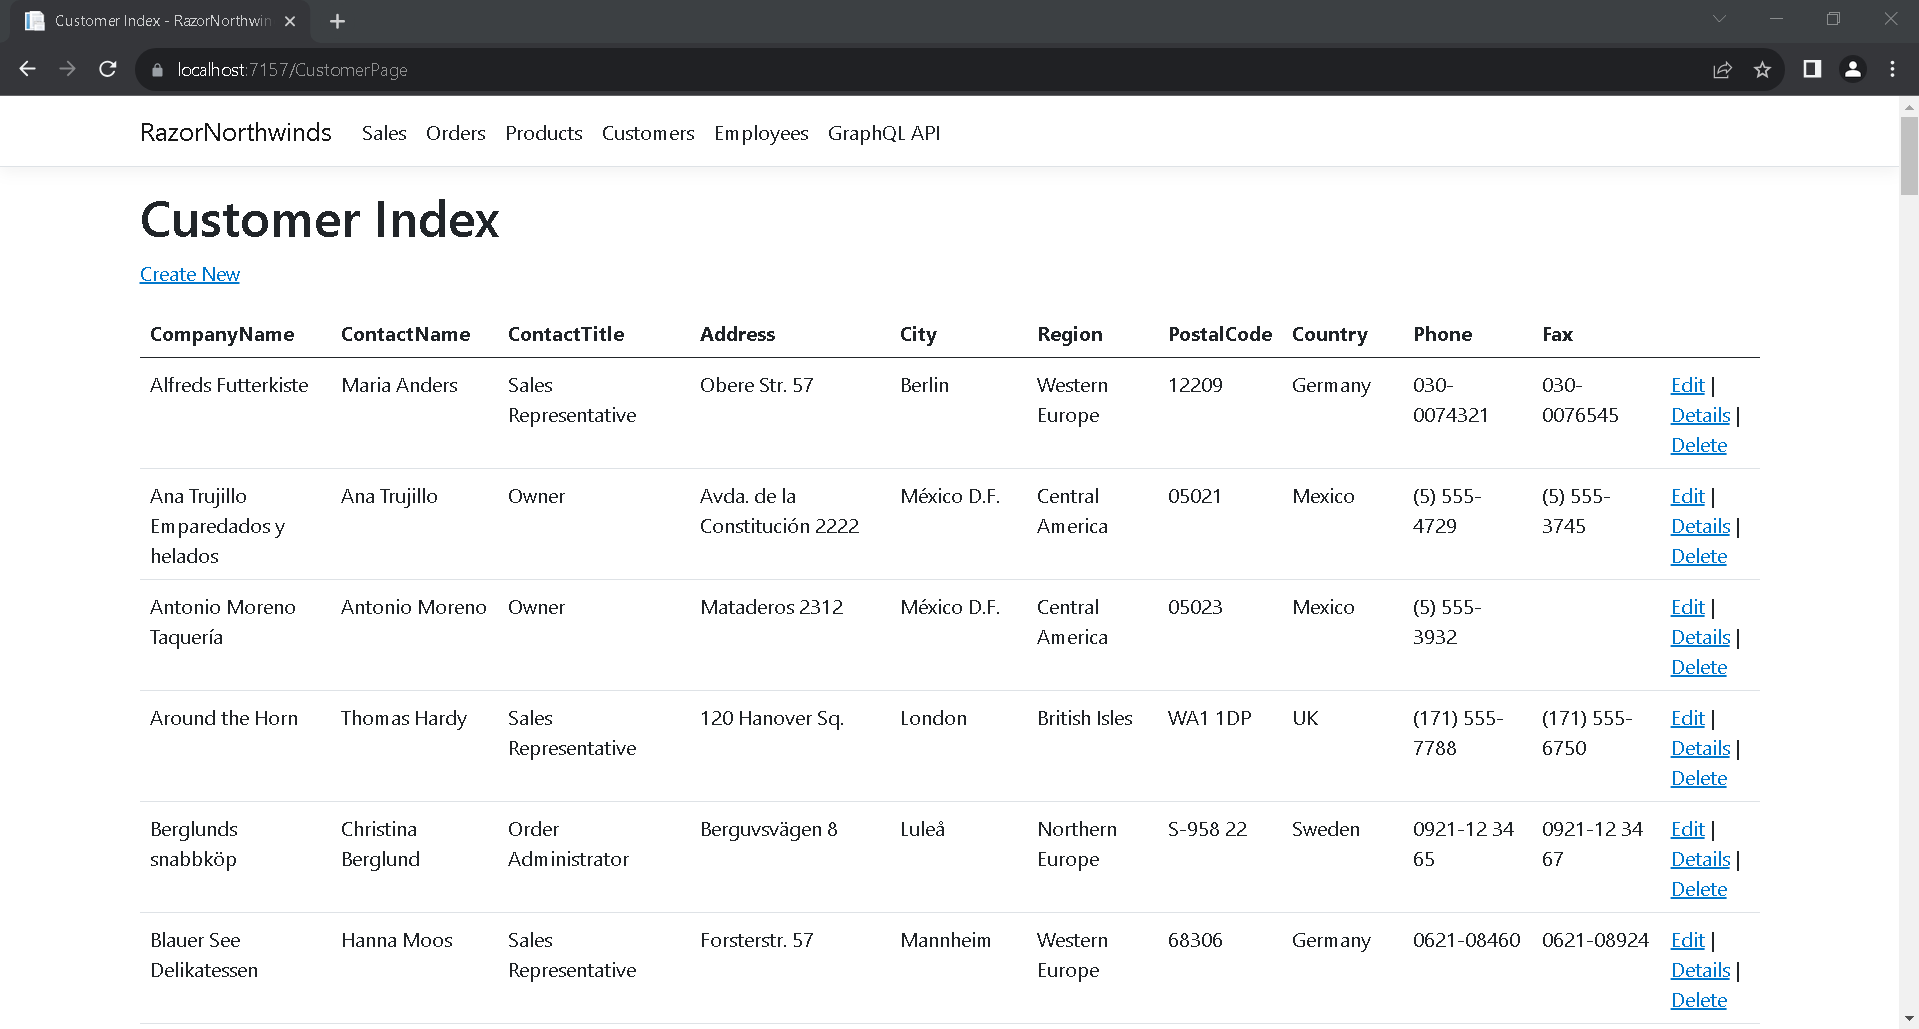 Customer Index - RazorNorthwin
localhost:7157/CustomerPage
RazorNorthwinds Sales Orders Products Customers Employees GraphQL API
Customer Index
Create New
CompanyName ContactName ContactTitle Address City Region PostalCode Country Phone Fax
Alfreds Futterkiste Maria Anders Sales Obere Str. 57 Berlin Western 12209 Germany 030- 030- Edit |
Representative Europe 0074321 0076545 Details |
Delete
Ana Trujillo Ana Trujillo Owner Avda. de la México D.F. Central 05021 Mexico (5) 555- (5) 555- Edit |
Emparedados y Constitución 2222 America 4729 3745 Details |
helados Delete
Antonio Moreno Antonio Moreno Owner Mataderos 2312 México D.F. Central 05023 Mexico (5) 555- Edit |
Taquería America 3932 Details |
Delete
Around the Horn Thomas Hardy Sales 120 Hanover Sq. London British Isles WA1 1DP UK (171) 555- (171) 555- Edit |
Representative 7788 6750 Details |
Delete
Berglunds Christina Order Berguvsvägen 8 Luleå Northern S-958 22 Sweden 0921-12 34 0921-12 34 Edit |
snabbköp Berglund Administrator Europe 65 67 Details |
Delete
Blauer See Hanna Moos Sales Forsterstr. 57 Mannheim Western 68306 Germany 0621-08460 0621-08924 Edit |
Delikatessen Representative Europe Details |
Delete